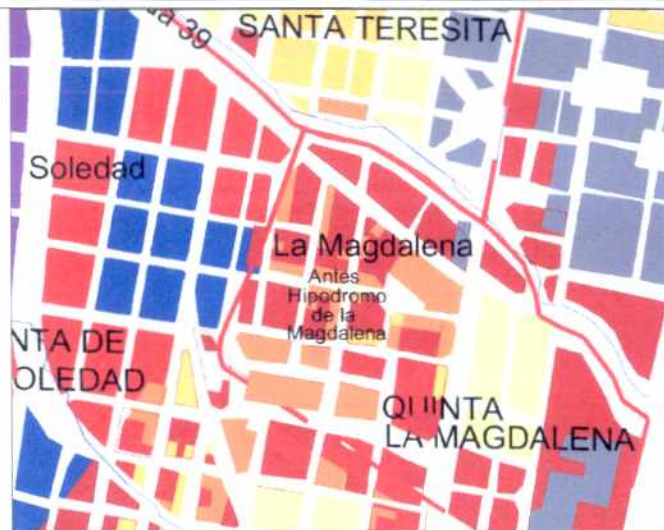 39
SANTA TERESITA
Soledad
La Magdalena
Antes
Hipodromo
de la
Magdalena
NTA DE
OLEDAD
QUINTA
LA MAGDALENA